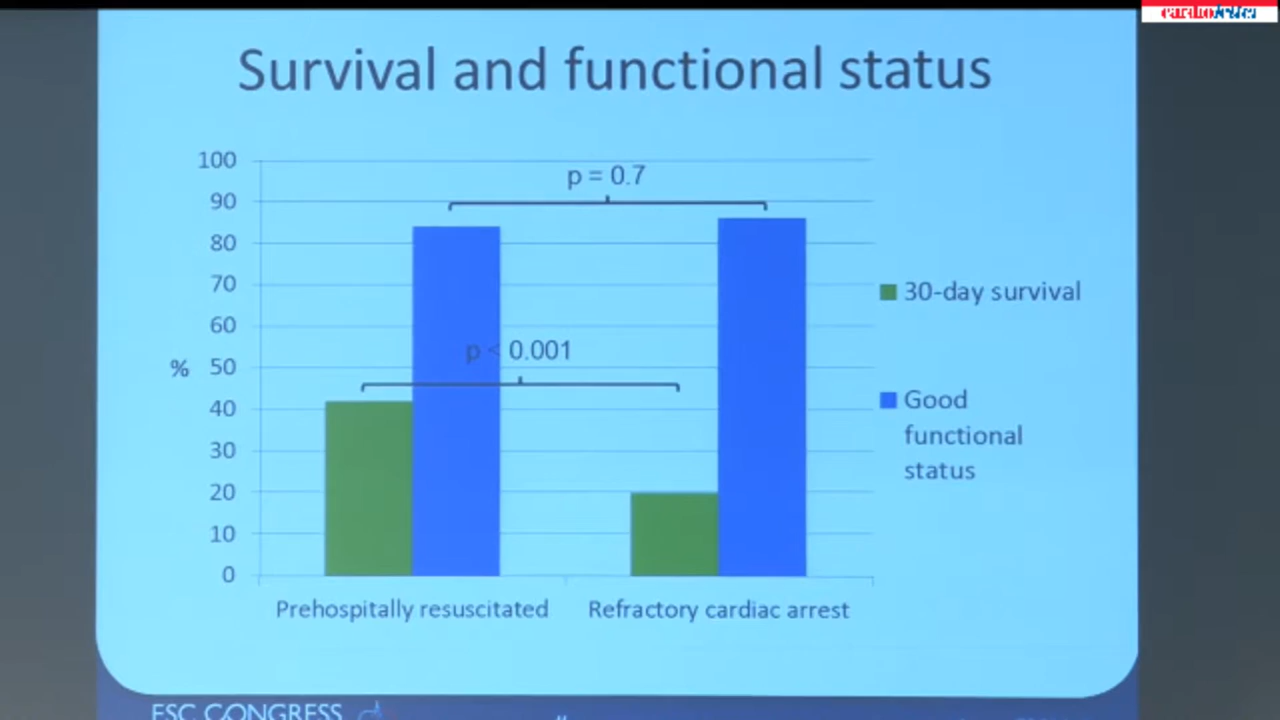 Survival and functional status
100
90
80
70
60
50
40
30
20
10
0
%
p = 0.7
p < 0.001
30-day survival
Good
functional
status
Prehospitally resuscitated
Refractory cardiac arrest
ESC CONGRESS